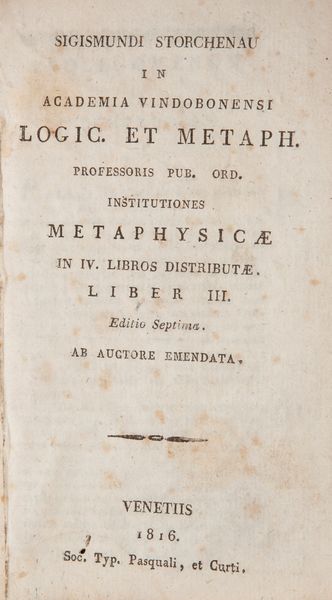 SIGISMUNDI STORCHENAU
IN
ACADEMIA VINDOBONENSI
LOGIC. ET METAPH.
PROFESSORIS PUB. ORD.
INSTITUTIONES
METAPHYSICÆ
IN IV. LIBROS DISTRIBUTÆ.
LIBER III.
Editio Septima.
AB AUCTORE EMENDATA.
VENETIIS
1816.
Soc. Typ. Pasquali, et Curti.